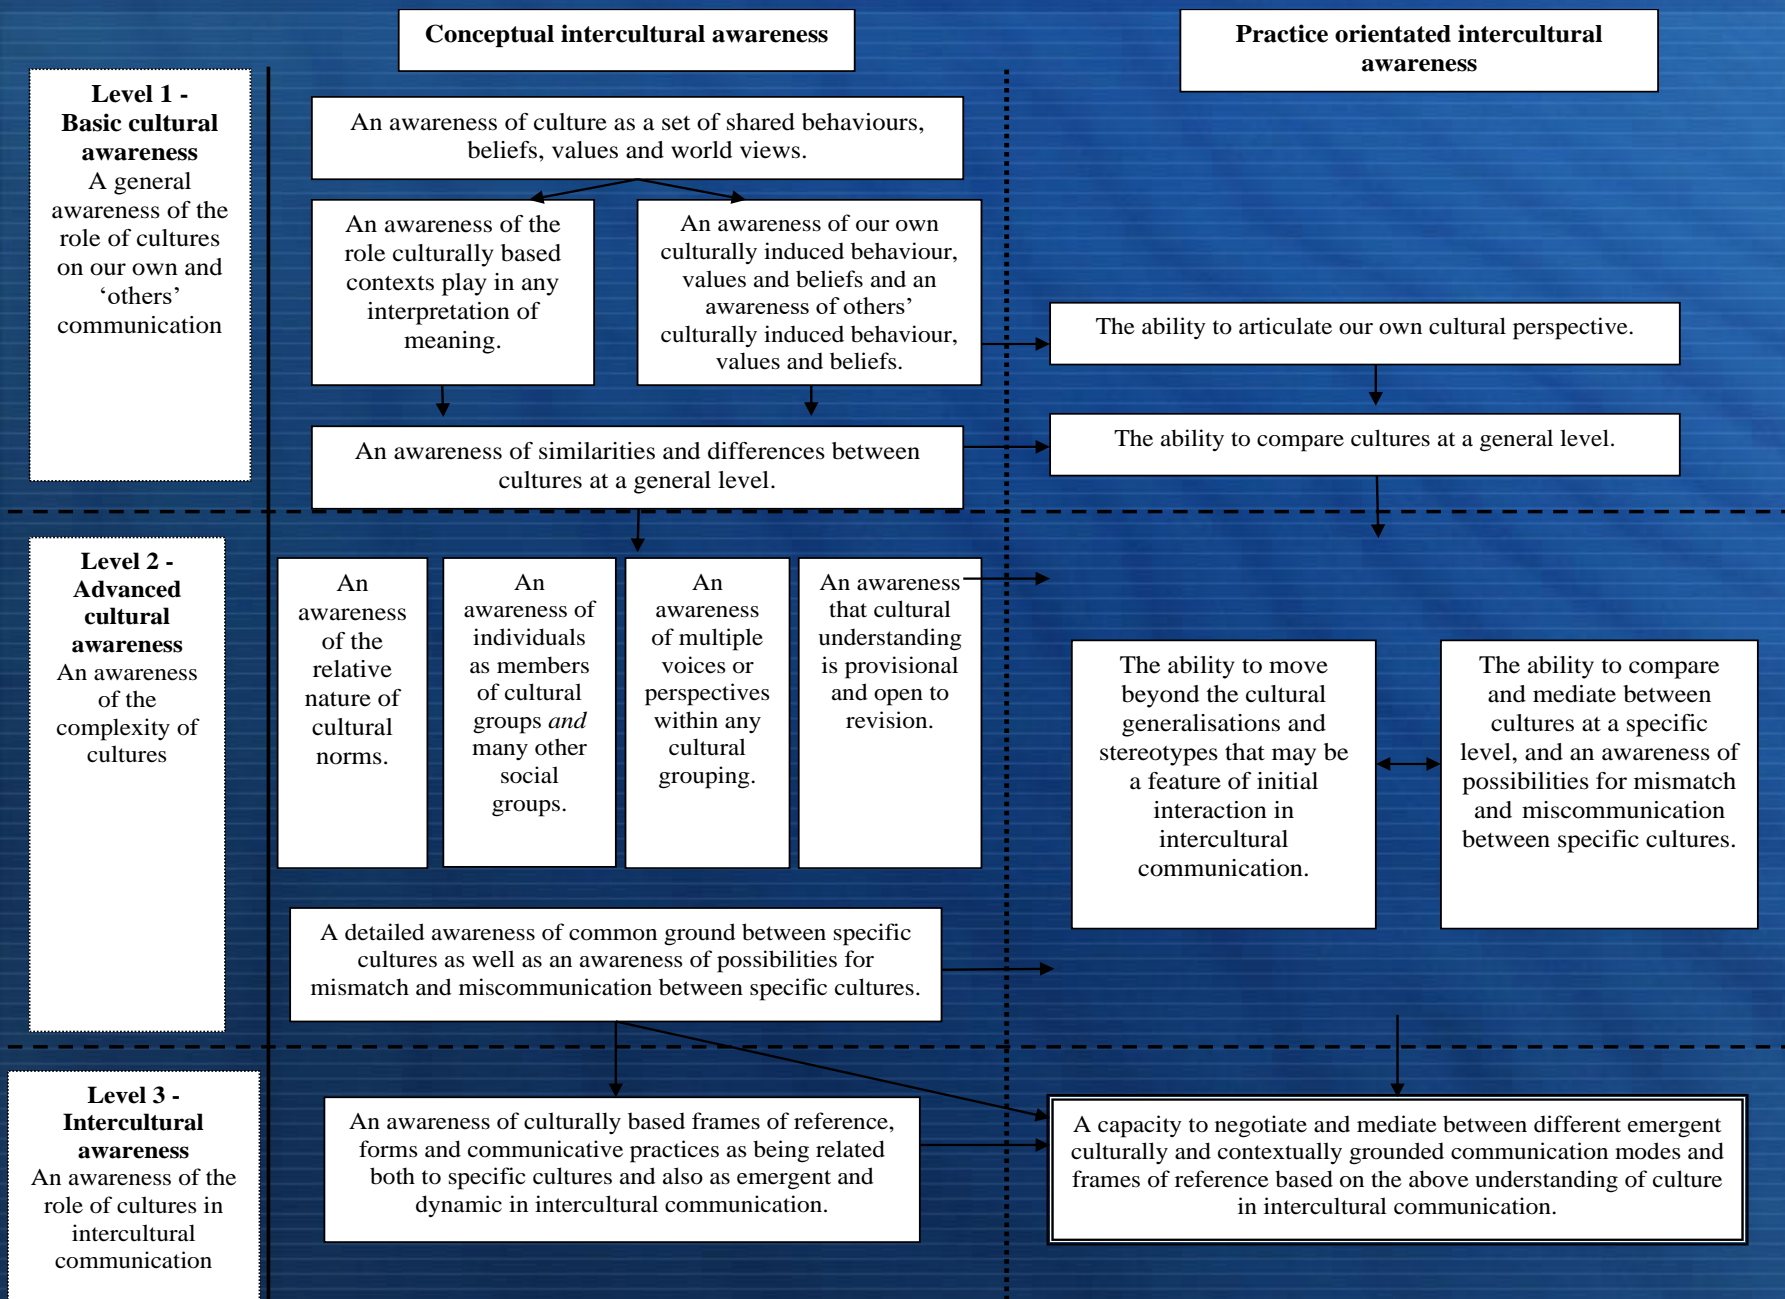 Conceptual intercultural awareness
Practice orientated intercultural
awareness
Level 1 -
Basic cultural
awareness
A general
awareness of the
role of cultures
on our own and
‘others’
communication
An awareness of culture as a set of shared behaviours,
beliefs, values and world views.
An awareness of the
role culturally based
contexts play in any
interpretation of
meaning.
An awareness of our own
culturally induced behaviour,
values and beliefs and an
awareness of others’
culturally induced behaviour,
values and beliefs.
The ability to articulate our own cultural perspective.
An awareness of similarities and differences between
cultures at a general level.
The ability to compare cultures at a general level.
Level 2 -
Advanced
cultural
awareness
An awareness
of the
complexity of
cultures
An
awareness
of the
relative
nature of
cultural
norms.
An
awareness of
individuals
as members
of cultural
groups and
many other
social
groups.
An
awareness
of multiple
voices or
perspectives
within any
cultural
grouping.
An awareness
that cultural
understanding
is provisional
and open to
revision.
The ability to move
beyond the cultural
generalisations and
stereotypes that may be
a feature of initial
interaction in
intercultural
communication.
The ability to compare
and mediate between
cultures at a specific
level, and an awareness of
possibilities for mismatch
and miscommunication
between specific cultures.
A detailed awareness of common ground between specific
cultures as well as an awareness of possibilities for
mismatch and miscommunication between specific cultures.
Level 3 -
Intercultural
awareness
An awareness of the
role of cultures in
intercultural
communication
An awareness of culturally based frames of reference,
forms and communicative practices as being related
both to specific cultures and also as emergent and
dynamic in intercultural communication.
A capacity to negotiate and mediate between different emergent
culturally and contextually grounded communication modes and
frames of reference based on the above understanding of culture
in intercultural communication.